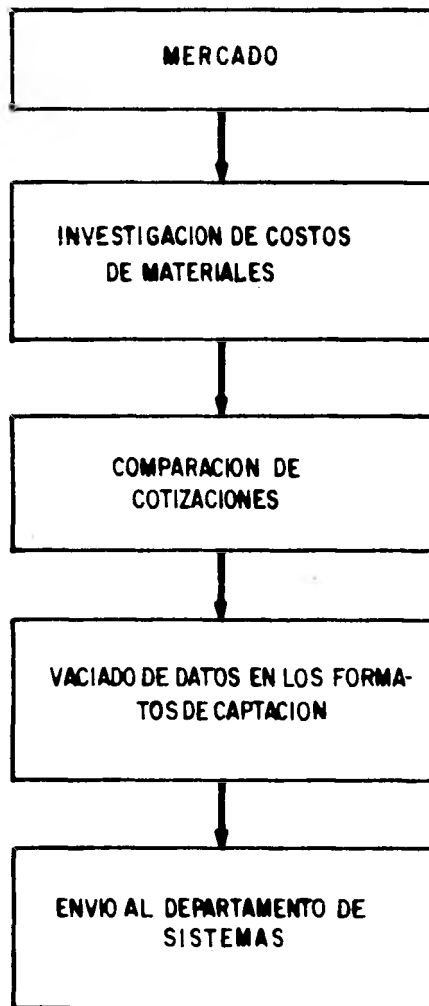 MERCADO
INVESTIGACION DE COSTOS
DE MATERIALES
COMPARACION DE
COTIZACIONES
VACIADO DE DATOS EN LOS FORMA-
TOS DE CAPTACION
ENVIO AL DEPARTAMENTO DE
SISTEMAS